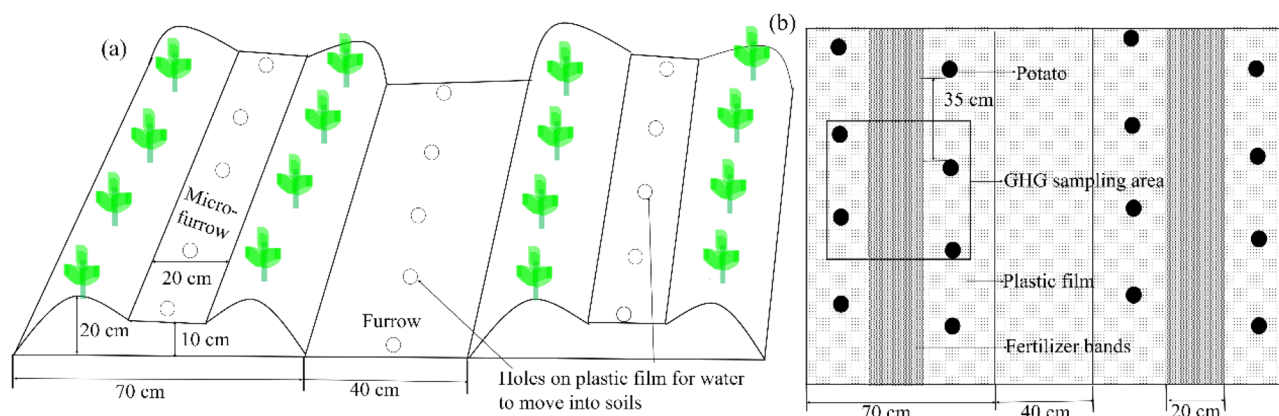 (a)
Micro-
furrow
20 cm
20 cm
10 cm
Furrow
70 cm
40 cm
Holes on plastic film for water
to move into soils
(b)
Potato
35 cm
GHG sampling area
Plastic film
Fertilizer bands
70 cm
40 cm
20 cm